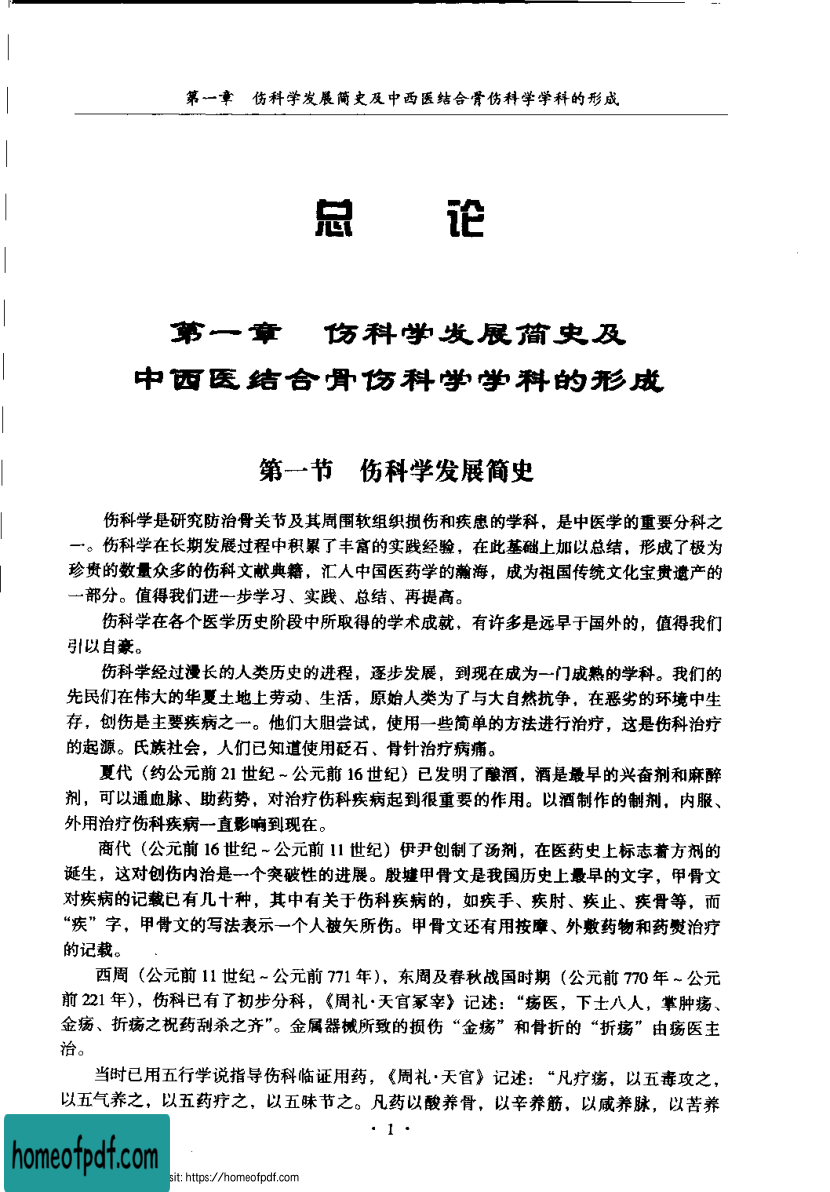 第一章 伤科学发展简史及中西医结合骨伤科学学科的形成
总 论
第一章 伤科学发展简史及
中西医结合骨伤科学学科的形成
第一节 伤科学发展简史
伤科学是研究防治骨关节及其周围软组织损伤和疾患的学科，是中医学的重要分科之
一。伤科学在长期发展过程中积累了丰富的实践经验，在此基础上加以总结，形成了极为
珍贵的数量众多的伤科文献典籍，汇人中国医药学的瀚海，成为祖国传统文化宝贵遗产的
一部分。值得我们进一步学习、实践、总结、再提高。
伤科学在各个医学历史阶段中所取得的学术成就，有许多是远早于国外的，值得我们
引以自豪。
伤科学经过漫长的人类历史的进程，逐步发展，到现在成为一门成熟的学科。我们的
先民们在伟大的华夏土地上劳动、生活，原始人类为了与大自然抗争，在恶劣的环境中生
存，创伤是主要疾病之一。他们大胆尝试，使用一些简单的方法进行治疗，这是伤科治疗
的起源。氏族社会，人们已知道使用砭石、骨针治疗病痛。
夏代（约公元前 21 世纪～公元前 16 世纪）已发明了酿酒，酒是最早的兴奋剂和麻醉
剂，可以通血脉、助药势，对治疗伤科疾病起到很重要的作用。以酒制作的制剂，内服、
外用治疗伤科疾病一直影响到现在。
商代（公元前 16 世纪～公元前 11 世纪）伊尹创制了汤剂，在医药史上标志着方剂的
诞生，这对创伤内治是一个突破性的进展。殷墟甲骨文是我国历史上最早的文字，甲骨文
对疾病的记载已有几十种，其中有关于伤科疾病的，如疾手、疾肘、疾止、疾骨等，而
“疾”字，甲骨文的写法表示一个人被矢所伤。甲骨文还有用按摩、外敷药物和药熨治疗
的记载。
西周（公元前 11 世纪～公元前 771 年），东周及春秋战国时期（公元前 770 年～公元
前 221 年），伤科已有了初步分科，《周礼·天官冢宰》记述：“疡医，下士八人，掌肿疡、
金疡、折疡之祝药刮杀之齐”。金属器械所致的损伤“金疡”和骨折的“折疡”由疡医主
治。
当时已用五行学说指导伤科临证用药，《周礼·天官》记述：“凡疗疡，以五毒攻之，
以五气养之，以五药疗之，以五味节之。凡药以酸养骨，以辛养筋，以咸养脉，以苦养
· 1 ·
homeofpdf.com
sit: https://homeofpdf.com